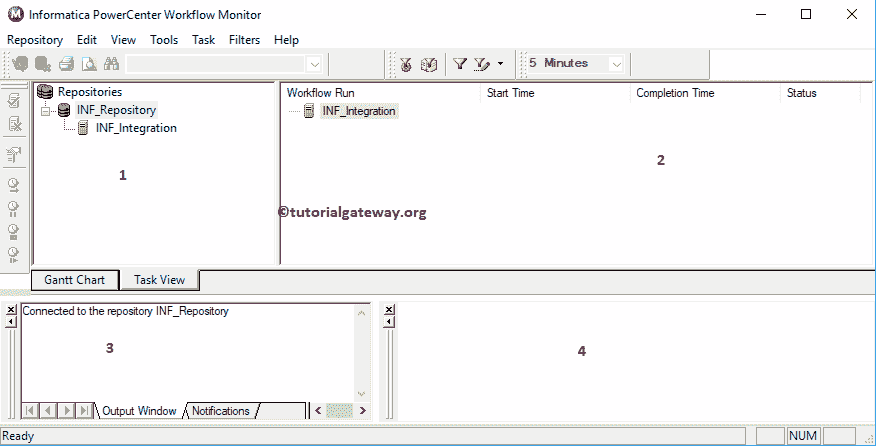 Informatica PowerCenter Workflow Monitor
Repository Edit View Tools Task Filters Help
5 Minutes
Repositories
INF_Repository
INF_Integration
1
Workflow Run Start Time Completion Time Status
INF_Integration
2
©tutorialgateway.org
Gantt Chart Task View
Connected to the repository INF_Repository
3
Output Window Notifications
4
Ready NUM